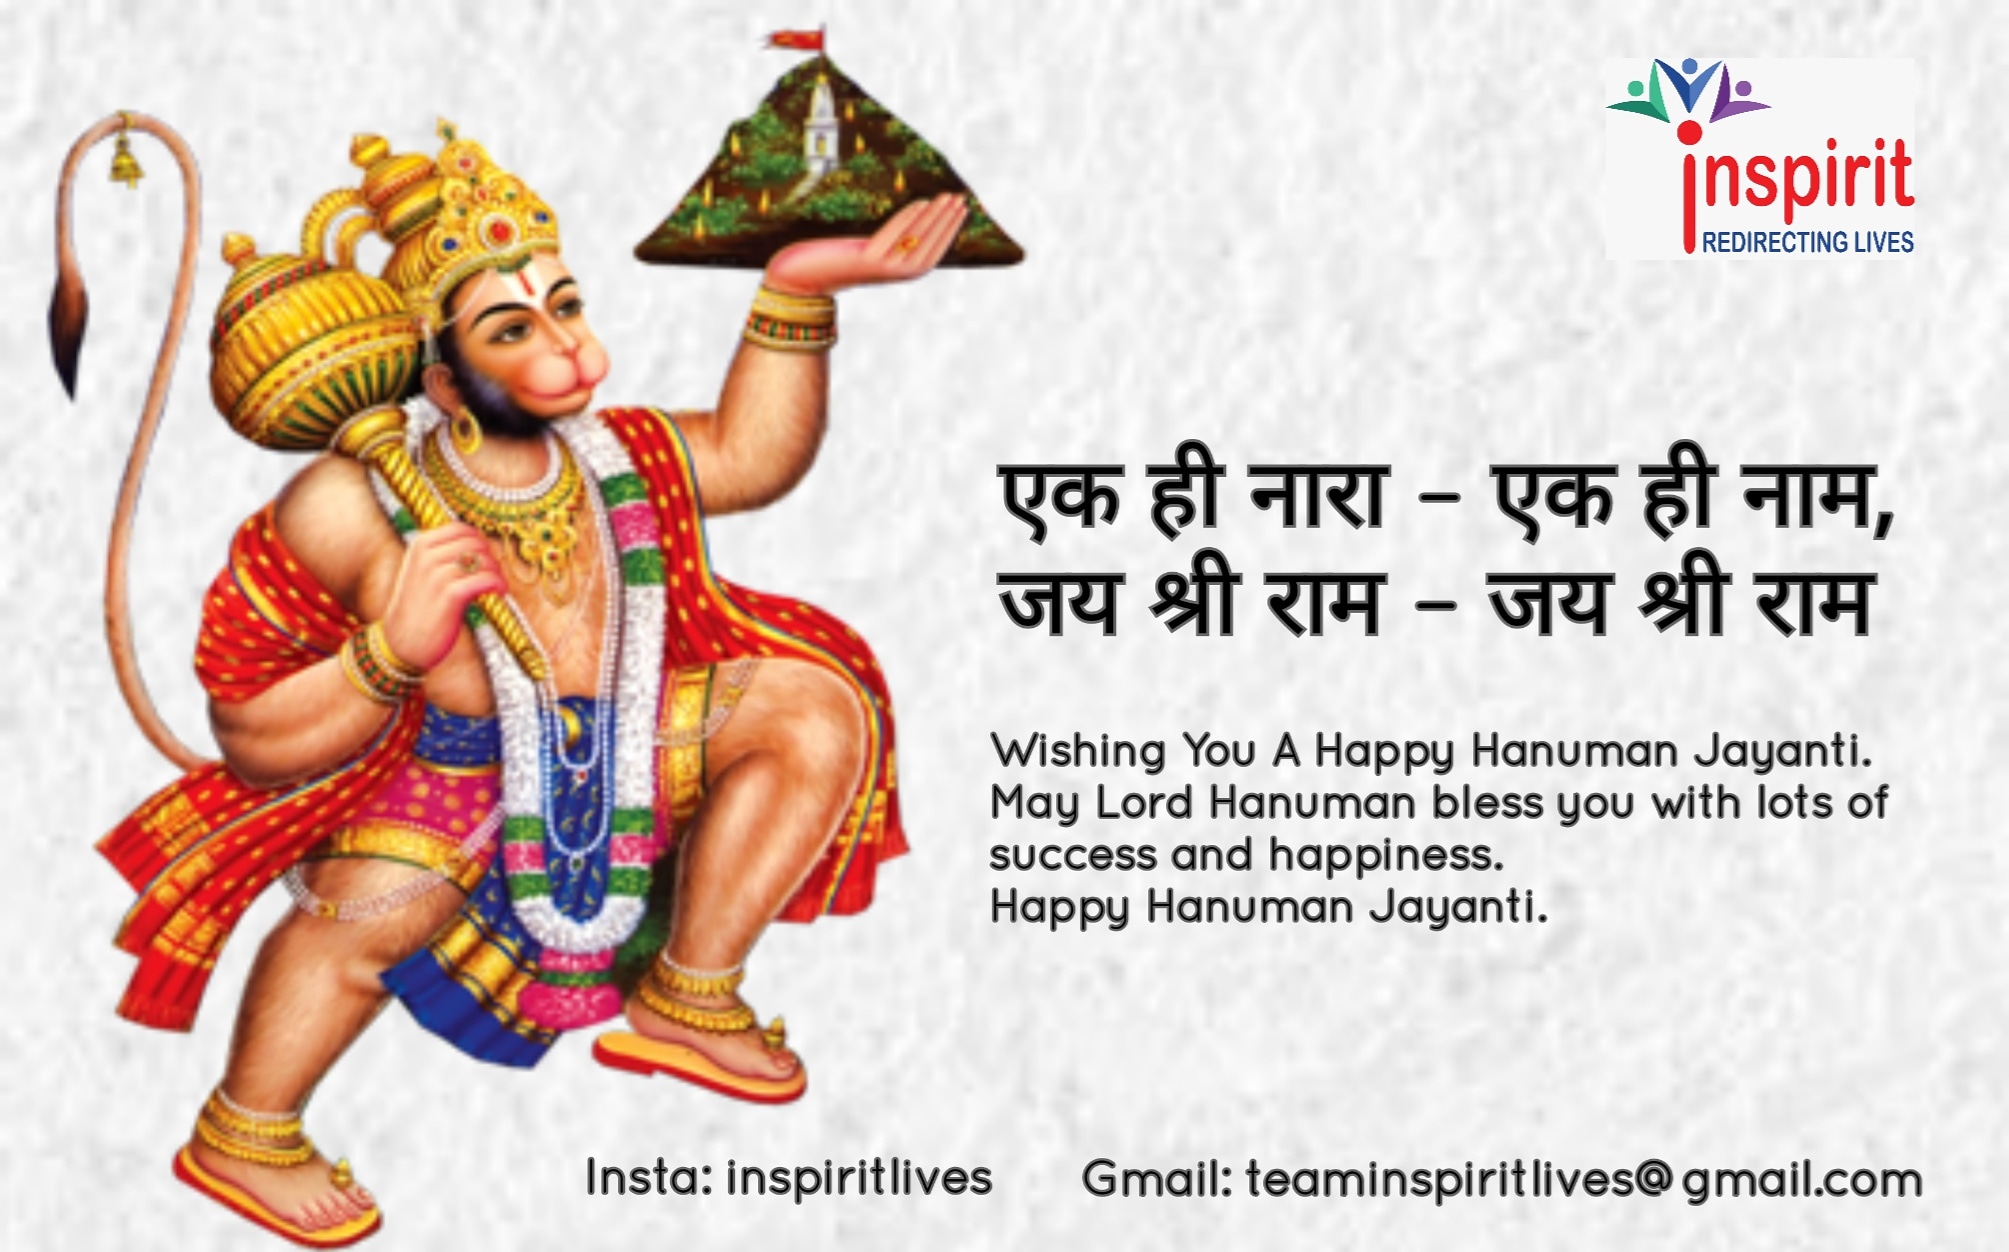 inspirit
REDIRECTING LIVES
एक ही नारा - एक ही नाम,
जय श्री राम - जय श्री राम
Wishing You A Happy Hanuman Jayanti.
May Lord Hanuman bless you with lots of
success and happiness.
Happy Hanuman Jayanti.
Insta: inspiritlives Gmail: teaminspiritlives@gmail.com